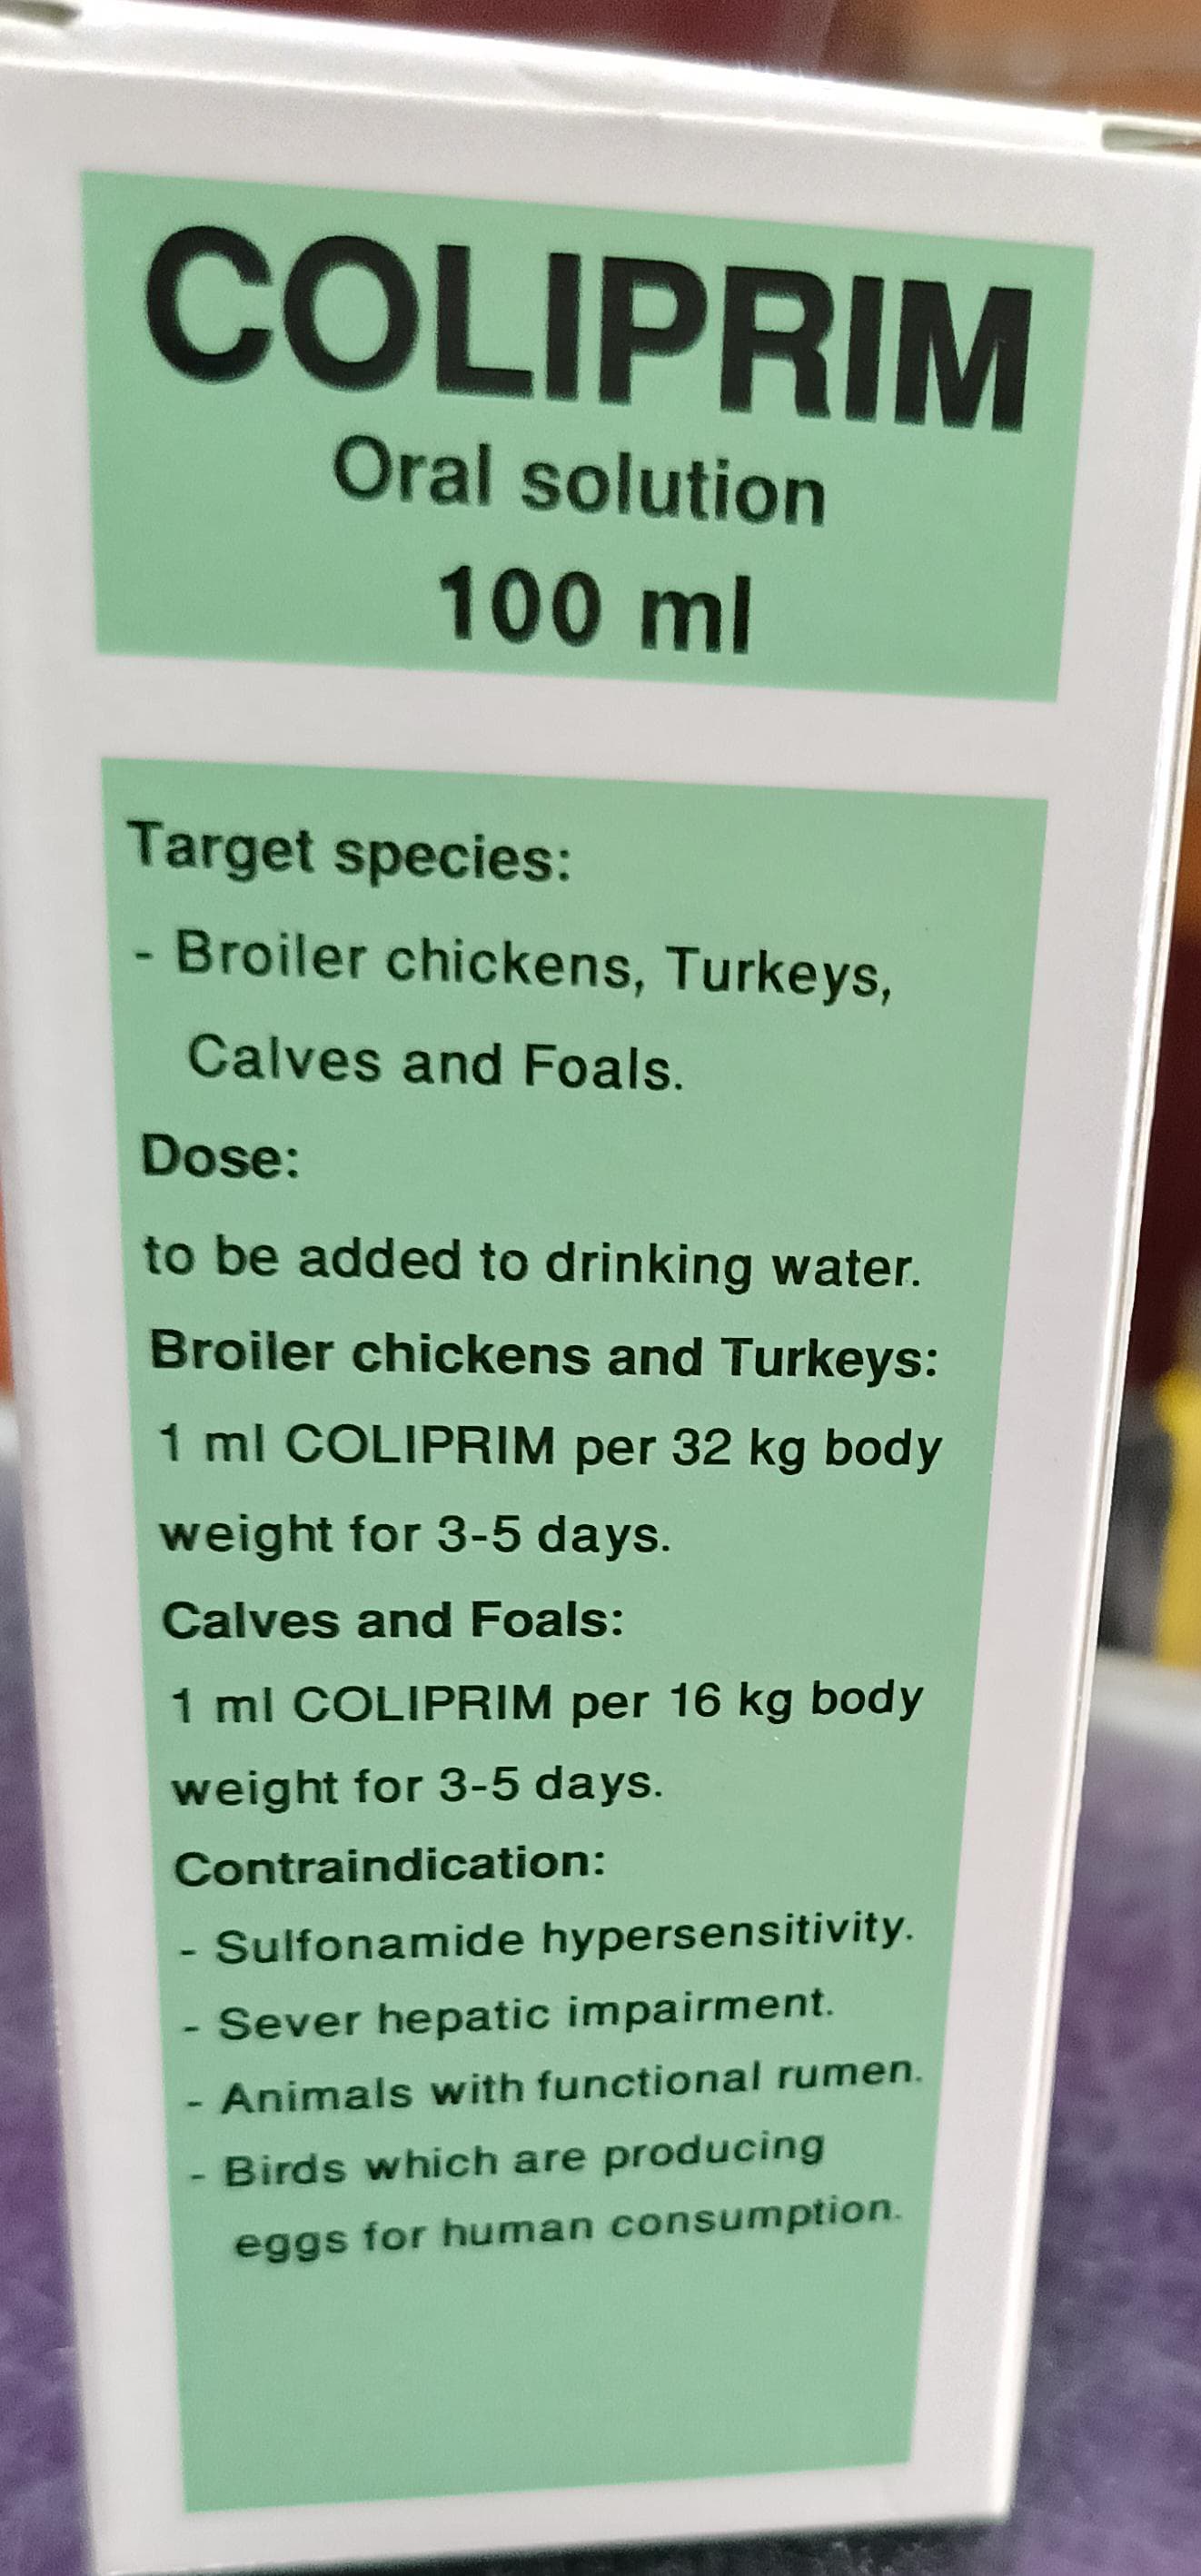 COLIPRIM
Oral solution
100 ml
Target species:
- Broiler chickens, Turkeys,
Calves and Foals.
Dose:
to be added to drinking water.
Broiler chickens and Turkeys:
1 ml COLIPRIM per 32 kg body
weight for 3-5 days.
Calves and Foals:
1 ml COLIPRIM per 16 kg body
weight for 3-5 days.
Contraindication:
- Sulfonamide hypersensitivity.
- Sever hepatic impairment.
- Animals with functional rumen.
- Birds which are producing
eggs for human consumption.